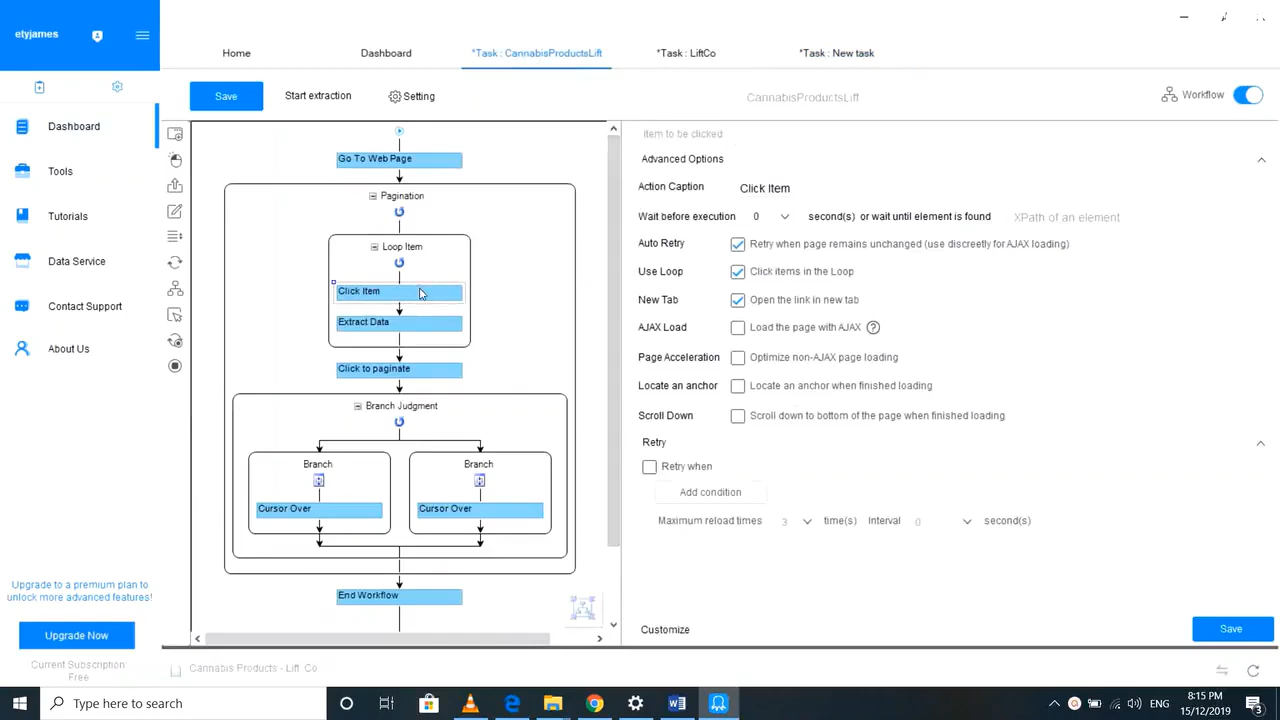 etyjames
Home
Dashboard
*Task : CannabisProductsLift
*Task : LiftCo
*Task : New task
Save
Start extraction
Setting
CannabisProductsLift
Workflow
Dashboard
Tools
Tutorials
Data Service
Contact Support
About Us
Upgrade to a premium plan to
unlock more advanced features!
Upgrade Now
Current Subscription:
Free
Go To Web Page
Pagination
Loop Item
Click Item
Extract Data
Click to paginate
Branch Judgment
Branch
Branch
Cursor Over
Cursor Over
End Workflow
Item to be clicked
Advanced Options
Action Caption
Click Item
Wait before execution
0
second(s) or wait until element is found
XPath of an element
Auto Retry
Retry when page remains unchanged (use discreetly for AJAX loading)
Use Loop
Click items in the Loop
New Tab
Open the link in new tab
AJAX Load
Load the page with AJAX
Page Acceleration
Optimize non-AJAX page loading
Locate an anchor
Locate an anchor when finished loading
Scroll Down
Scroll down to bottom of the page when finished loading
Retry
Retry when
Add condition
Maximum reload times
3
time(s)
Interval
0
second(s)
Customize
Save
Cannabis Products - Lift Co
Type here to search
ENG
8:15 PM
15/12/2019
3